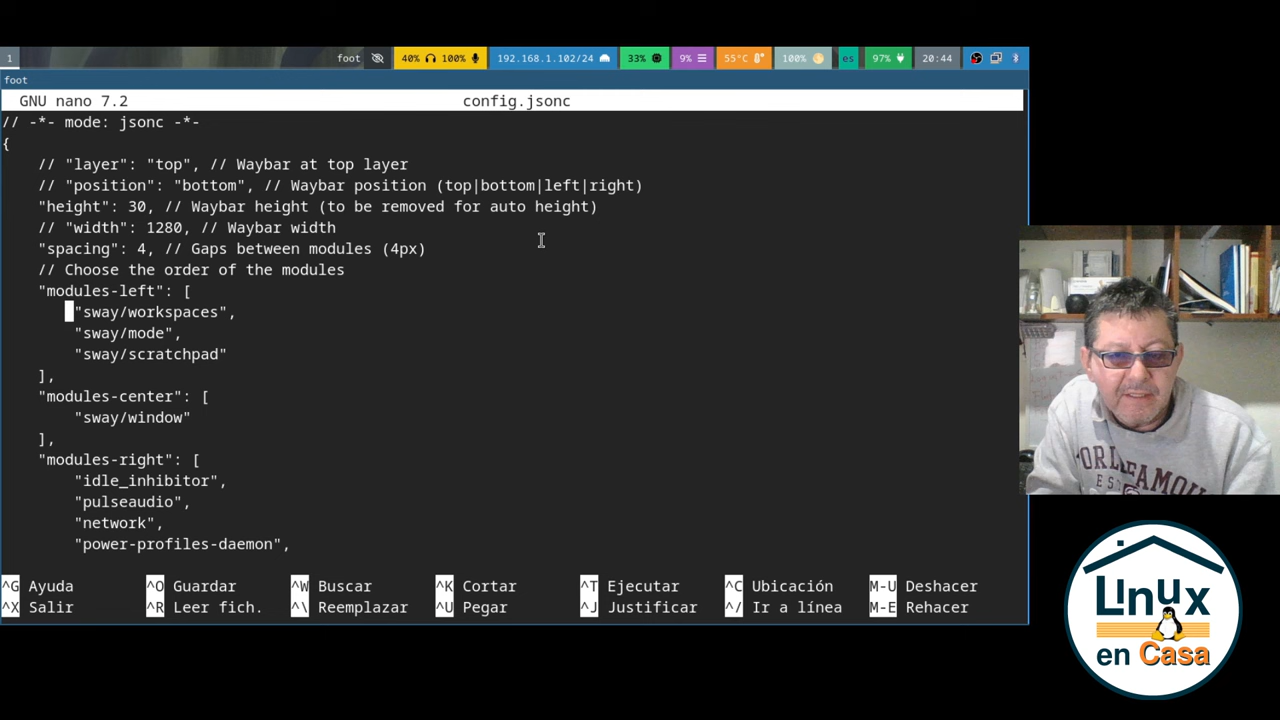 1
foot 40% 100% 192.168.1.102/24 33% 9% 55°C 100% es 97% 20:44
foot
GNU nano 7.2 config.jsonc
// -*- mode: jsonc -*-
{
// "layer": "top", // Waybar at top layer
// "position": "bottom", // Waybar position (top|bottom|left|right)
"height": 30, // Waybar height (to be removed for auto height)
// "width": 1280, // Waybar width
"spacing": 4, // Gaps between modules (4px)
// Choose the order of the modules
"modules-left": [
"sway/workspaces",
"sway/mode",
"sway/scratchpad"
],
"modules-center": [
"sway/window"
],
"modules-right": [
"idle_inhibitor",
"pulseaudio",
"network",
"power-profiles-daemon",
^G Ayuda ^O Guardar ^W Buscar ^K Cortar ^T Ejecutar ^C Ubicación M-U Deshacer
^X Salir ^R Leer fich. ^\ Reemplazar ^U Pegar ^J Justificar ^/ Ir a línea M-E Rehacer
LInux
en Casa